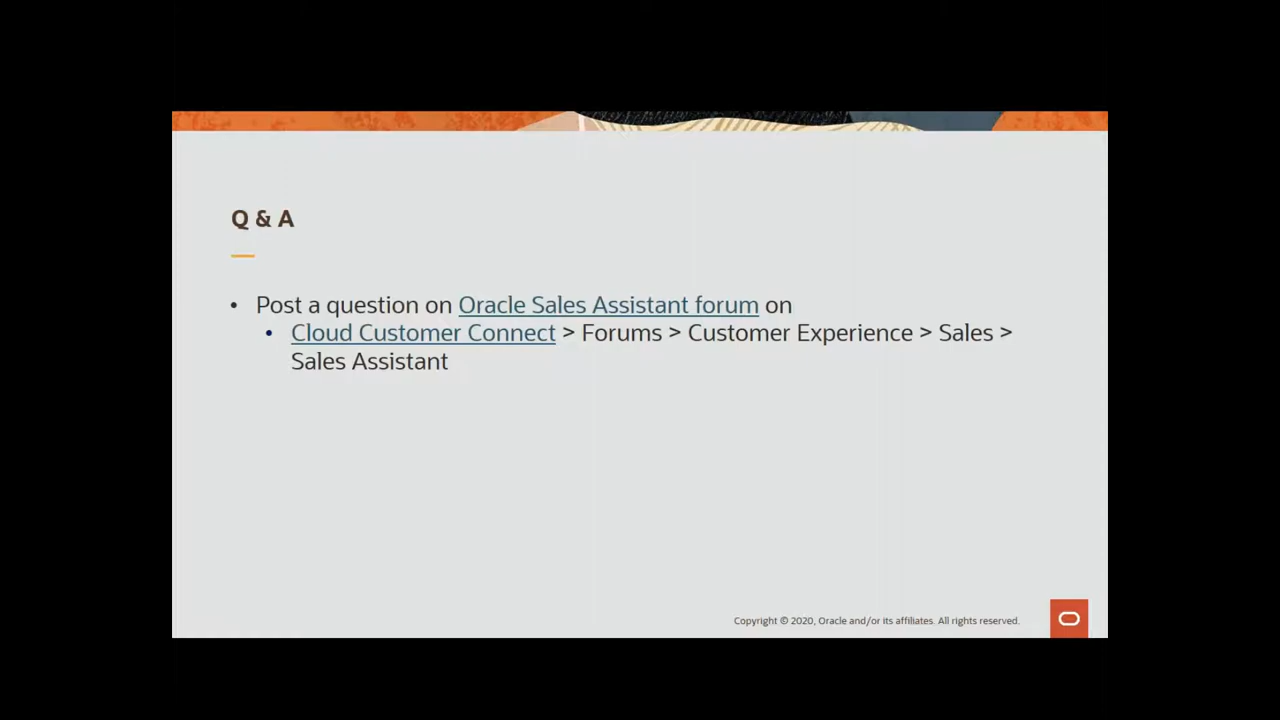 Q & A
• Post a question on Oracle Sales Assistant forum on
• Cloud Customer Connect > Forums > Customer Experience > Sales >
Sales Assistant
Copyright © 2020, Oracle and/or its affiliates. All rights reserved.